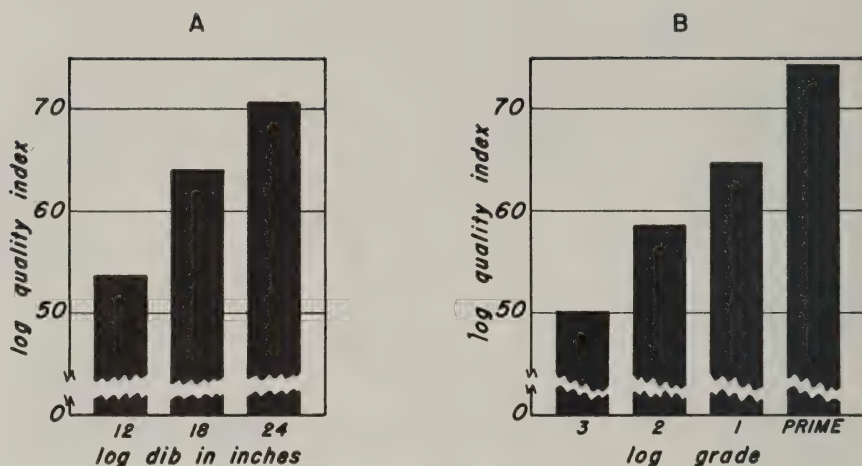 A
log quality index
70
60
50
0
12 18 24
log dib in inches
B
log quality index
70
60
50
0
3 2 1 PRIME
log grade